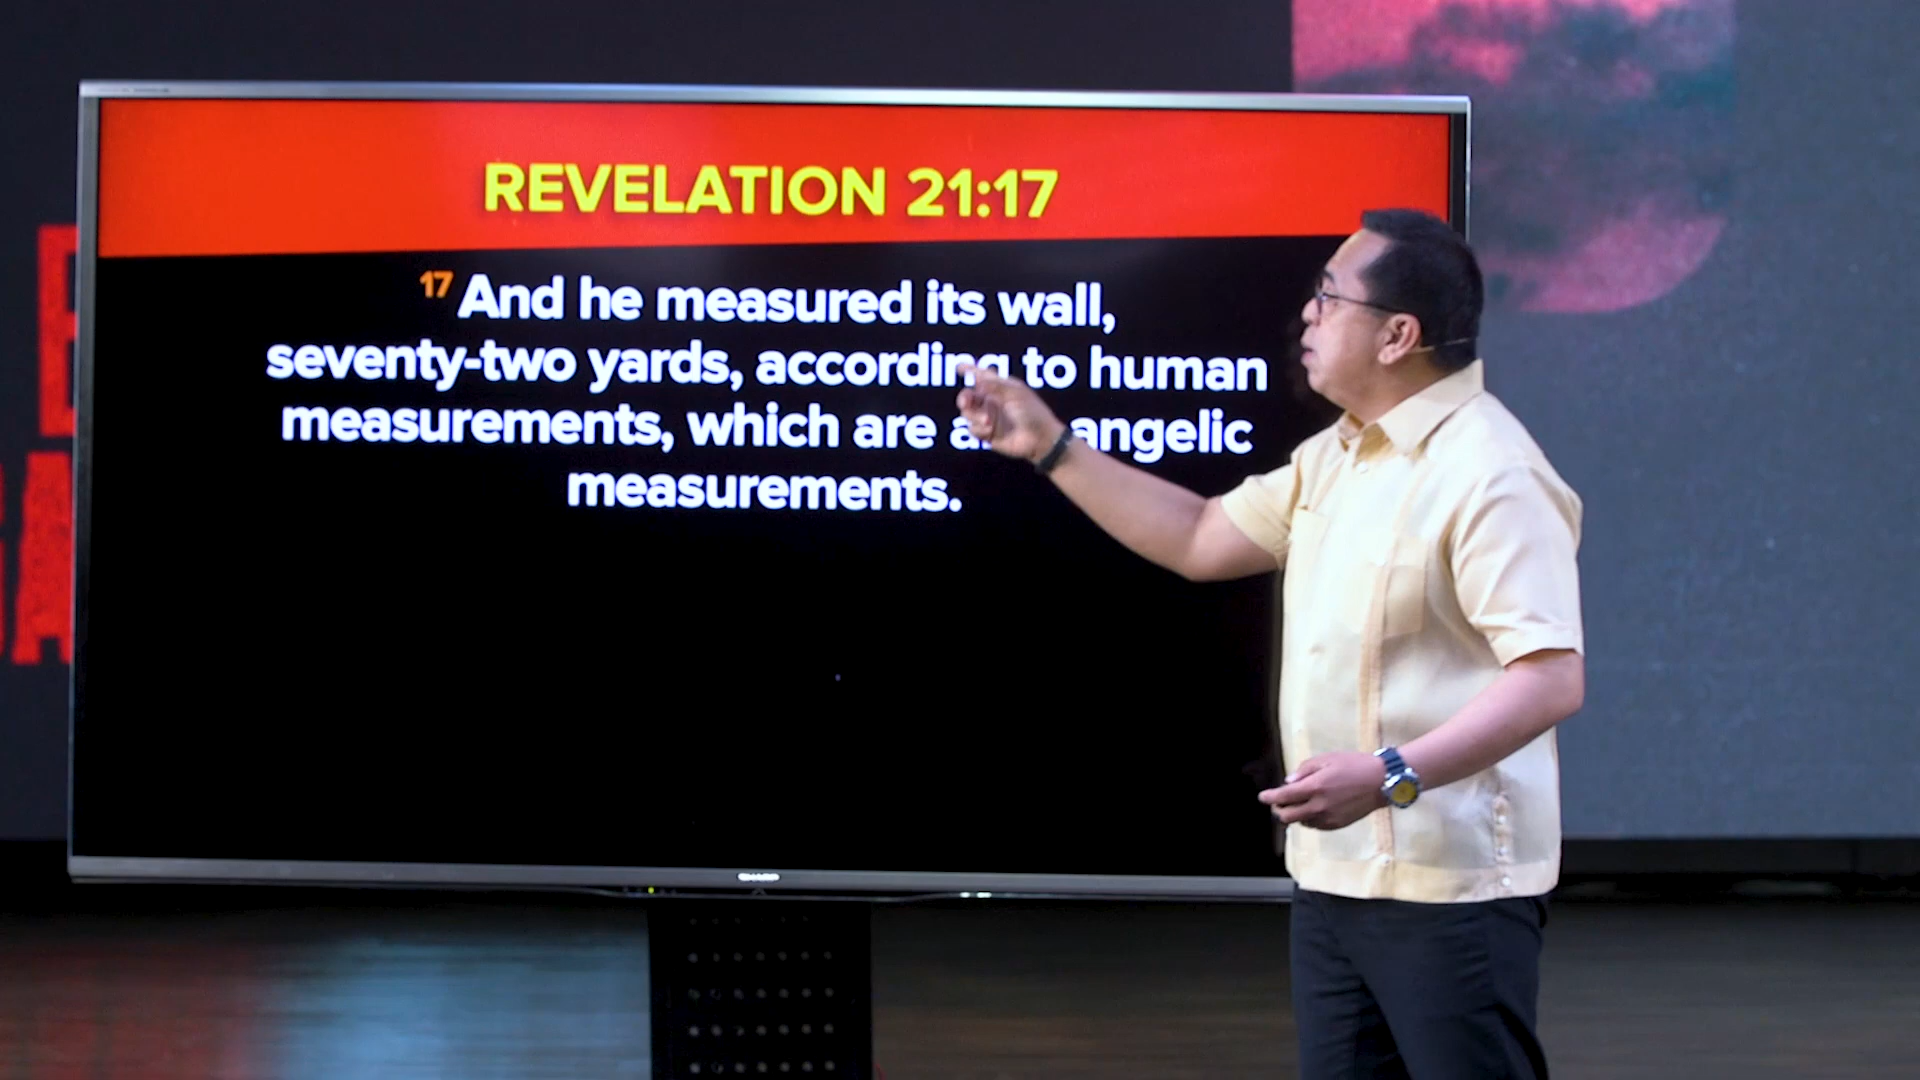 REVELATION 21:17
17 And he measured its wall,
seventy-two yards, according to human
measurements, which are angelic
measurements.
SHARP